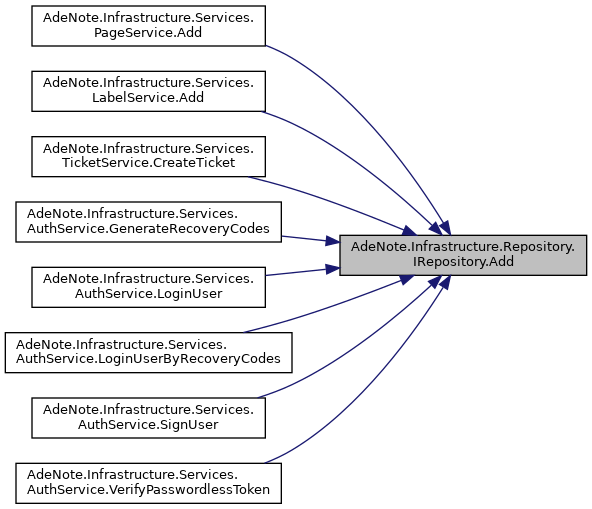 AdeNote.Infrastructure.Services.
PageService.Add
AdeNote.Infrastructure.Services.
LabelService.Add
AdeNote.Infrastructure.Services.
TicketService.CreateTicket
AdeNote.Infrastructure.Services.
AuthService.GenerateRecoveryCodes
AdeNote.Infrastructure.Repository.
IRepository.Add
AdeNote.Infrastructure.Services.
AuthService.LoginUser
AdeNote.Infrastructure.Services.
AuthService.LoginUserByRecoveryCodes
AdeNote.Infrastructure.Services.
AuthService.SignUser
AdeNote.Infrastructure.Services.
AuthService.VerifyPasswordlessToken